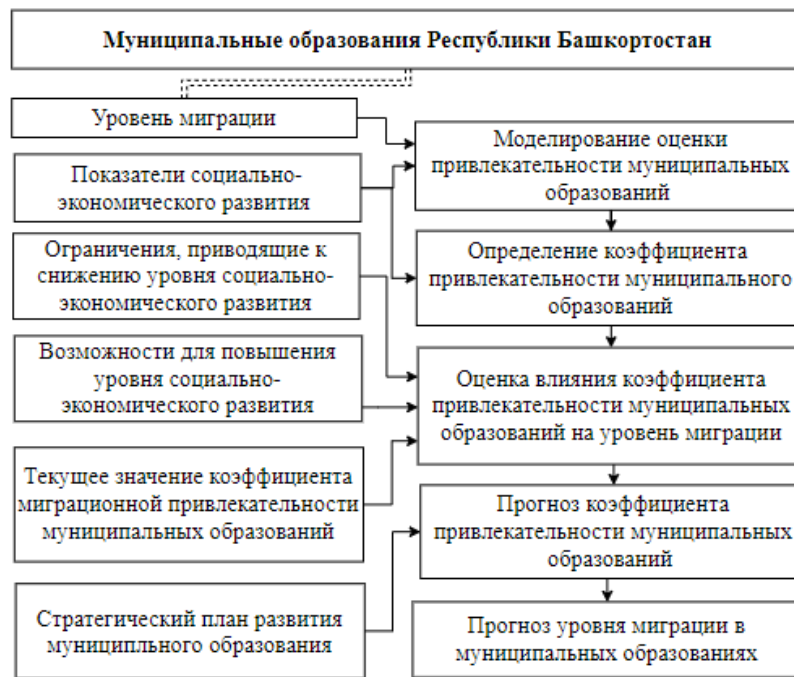 Муниципальные образования Республики Башкортостан
Уровень миграции
Показатели социально-
экономического развития
Ограничения, приводящие к
снижению уровня социально-
экономического развития
Возможности для повышения
уровня социально-
экономического развития
Текущее значение коэффициента
миграционной привлекательности
муниципальных образований
Стратегический план развития
муниципльного образования
Моделирование оценки
привлекательности муниципальных
образований
Определение коэффициента
привлекательности муниципального
образований
Оценка влияния коэффициента
привлекательности муниципальных
образований на уровень миграции
Прогноз коэффициента
привлекательности муниципальных
образований
Прогноз уровня миграции в
муниципальных образованиях